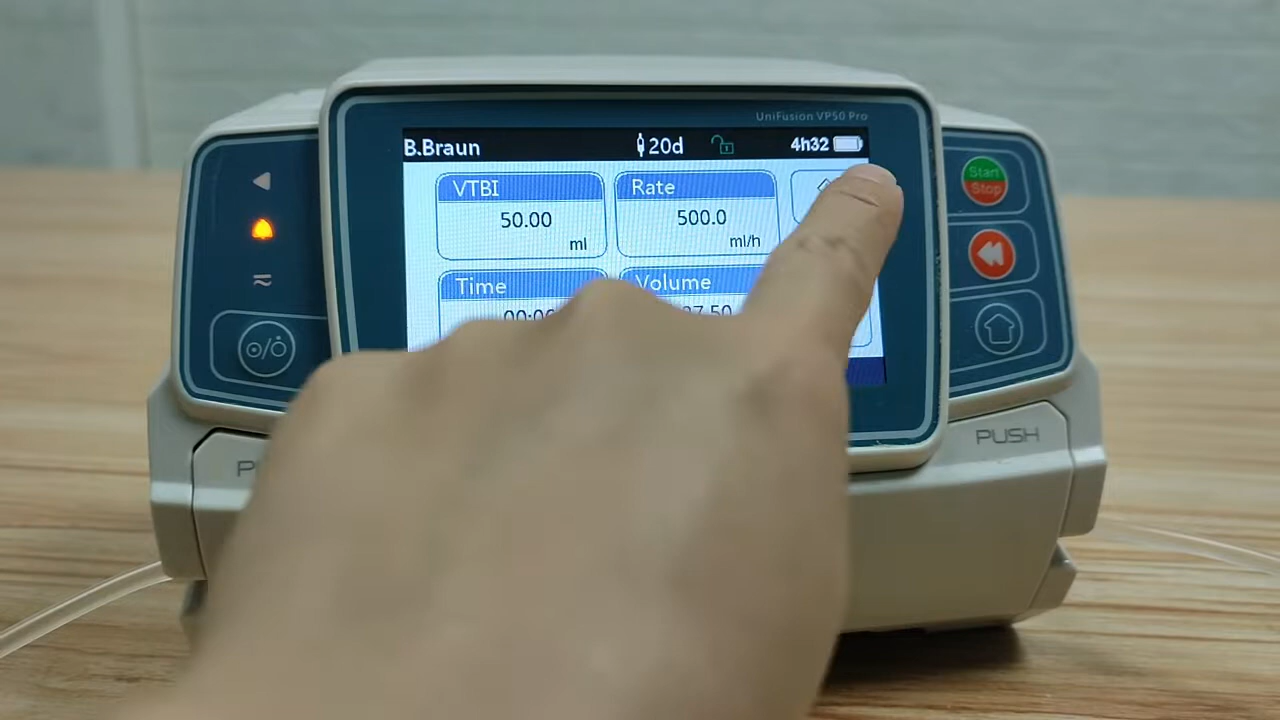 UniFusion VP50 Pro
B.Braun 20d 4h32
VTBI
50.00
ml
Rate
500.0
ml/h
Time
Volume
Start
Stop
PUSH